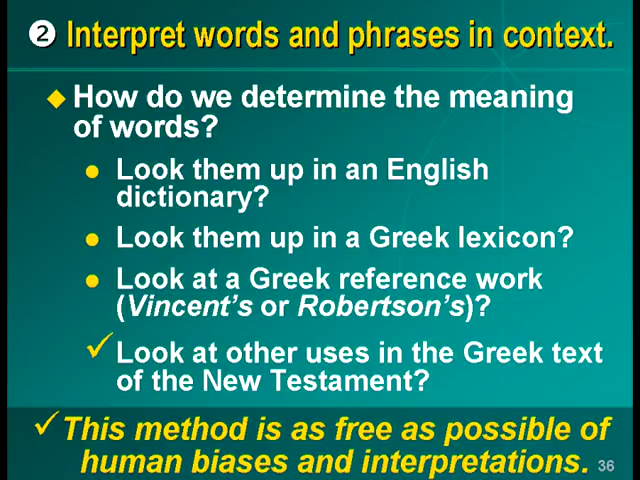 ❷ Interpret words and phrases in context.
◆ How do we determine the meaning
of words?
● Look them up in an English
dictionary?
● Look them up in a Greek lexicon?
● Look at a Greek reference work
(Vincent's or Robertson's)?
✓ Look at other uses in the Greek text
of the New Testament?
✓ This method is as free as possible of
human biases and interpretations. 36